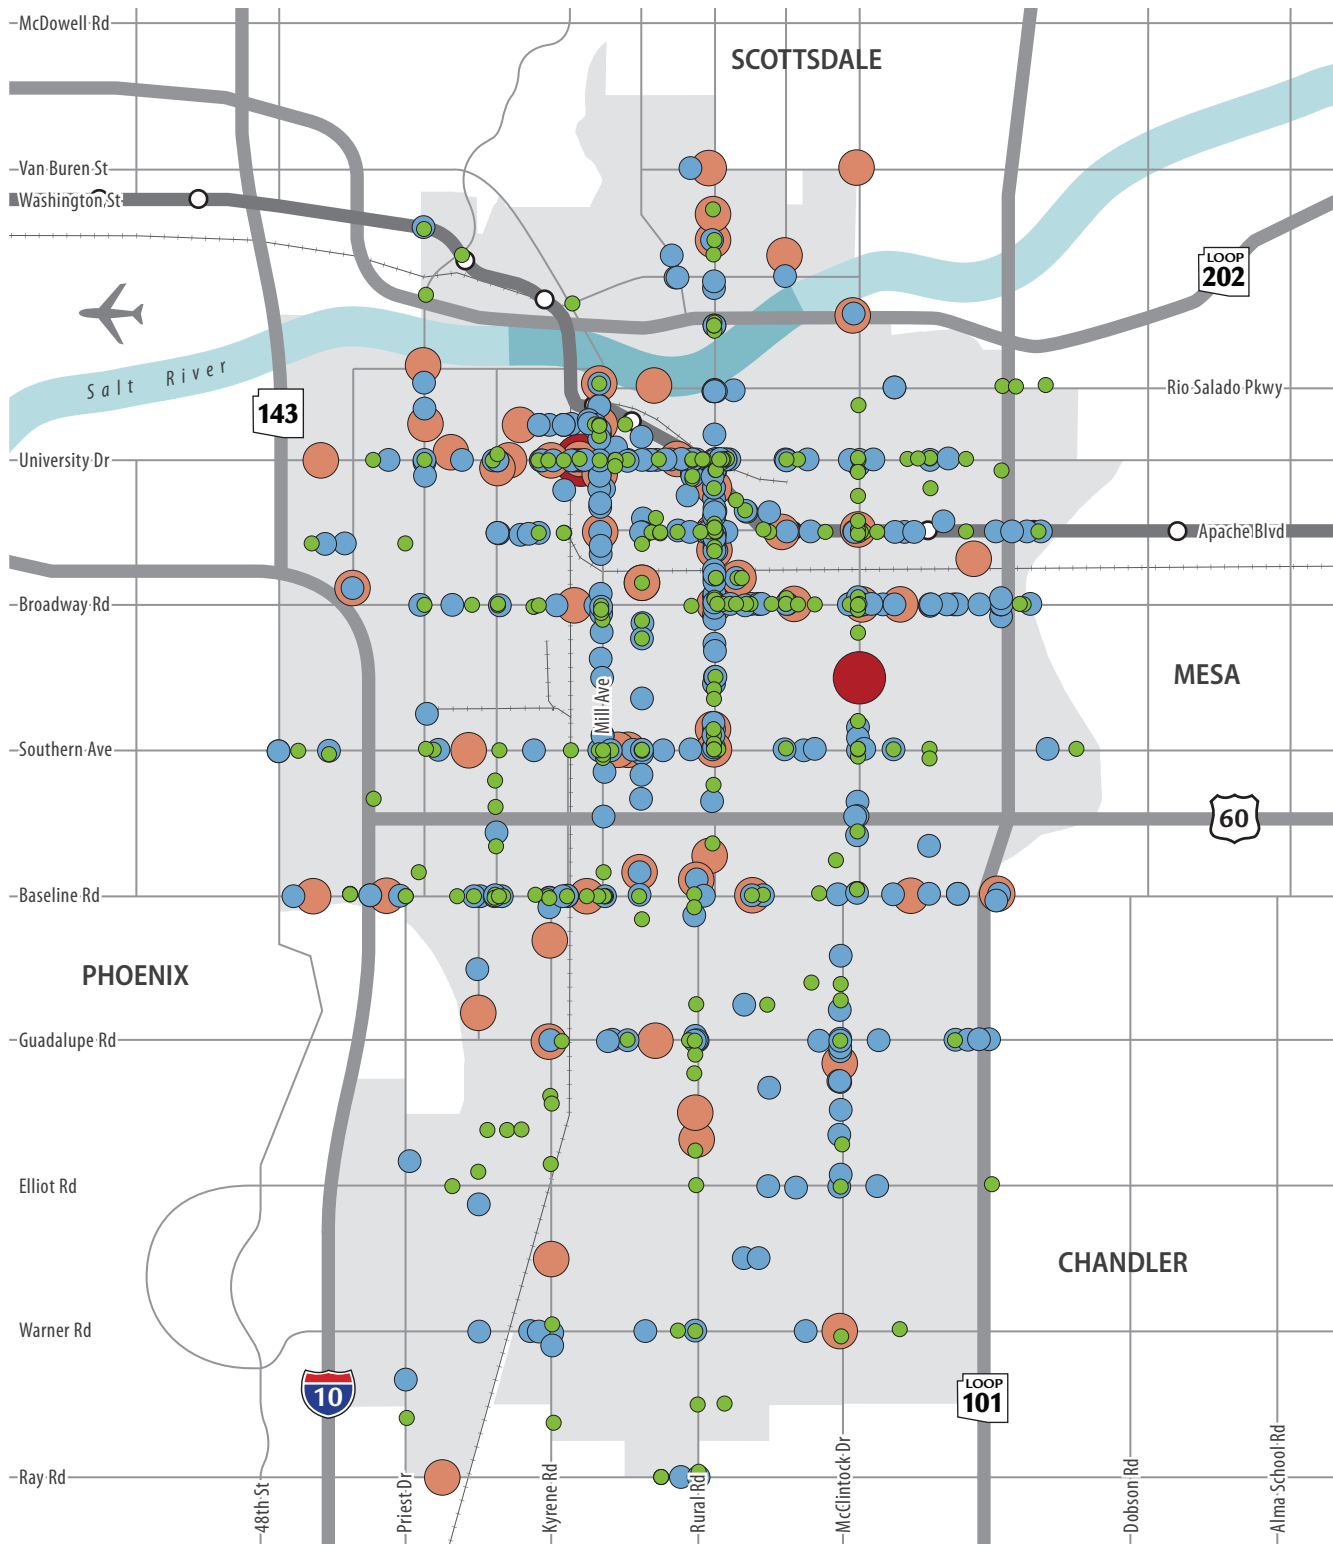 McDowell Rd
SCOTTSDALE
Van Buren St
Washington St
LOOP
202
Salt River
Rio Salado Pkwy
143
University Dr
Apache Blvd
Broadway Rd
MESA
Mill Ave
Southern Ave
60
Baseline Rd
PHOENIX
Guadalupe Rd
Elliot Rd
CHANDLER
Warner Rd
10
LOOP
101
Ray Rd
48th St
Priest Dr
Kyrene Rd
Rural Rd
McClintock Dr
Dobson Rd
Alma School Rd